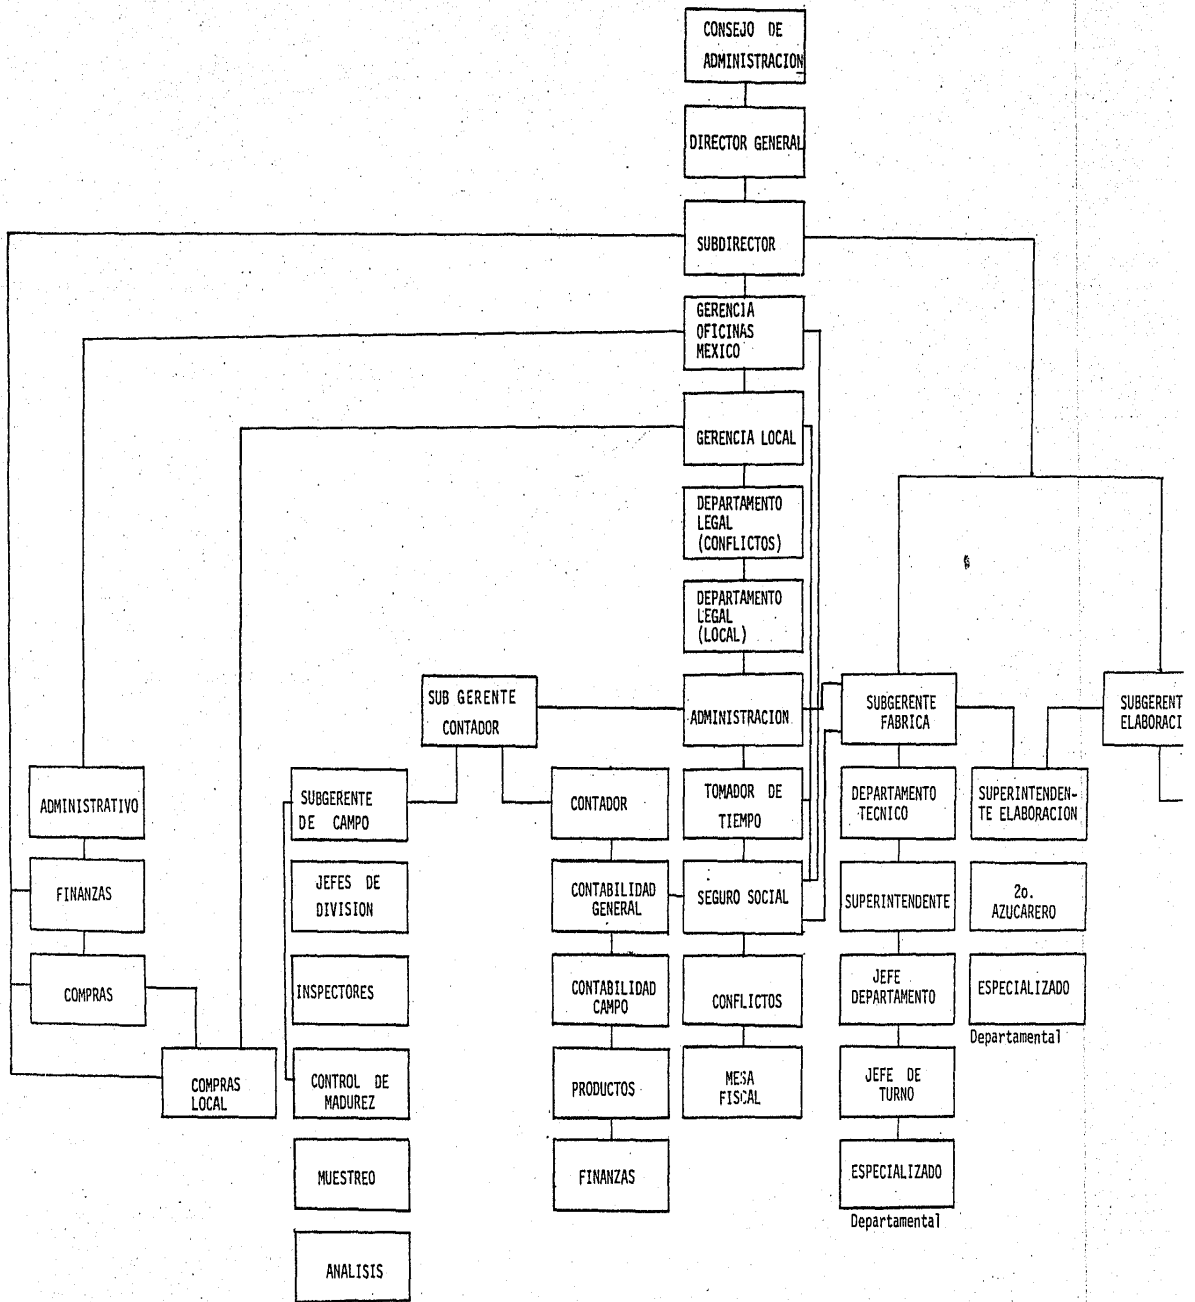 CONSEJO DE
ADMINISTRACION
DIRECTOR GENERAL
SUBDIRECTOR
GERENCIA
OFICINAS
MEXICO
GERENCIA LOCAL
DEPARTAMENTO
LEGAL
(CONFLICTOS)
DEPARTAMENTO
LEGAL
(LOCAL)
SUB GERENTE
CONTADOR
ADMINISTRACION
SUBGERENTE
FABRICA
SUBGERENT
ELABORACI
ADMINISTRATIVO
SUBGERENTE
DE CAMPO
CONTADOR
TOMADOR DE
TIEMPO
DEPARTAMENTO
TECNICO
SUPERINTENDEN-
TE ELABORACION
FINANZAS
JEFES DE
DIVISION
CONTABILIDAD
GENERAL
SEGURO SOCIAL
SUPERINTENDENTE
2o.
AZUCARERO
COMPRAS
INSPECTORES
CONTABILIDAD
CAMPO
CONFLICTOS
JEFE
DEPARTAMENTO
ESPECIALIZADO
Departamental
COMPRAS
LOCAL
CONTROL DE
MADUREZ
PRODUCTOS
MESA
FISCAL
JEFE DE
TURNO
MUESTREO
FINANZAS
ESPECIALIZADO
Departamental
ANALISIS